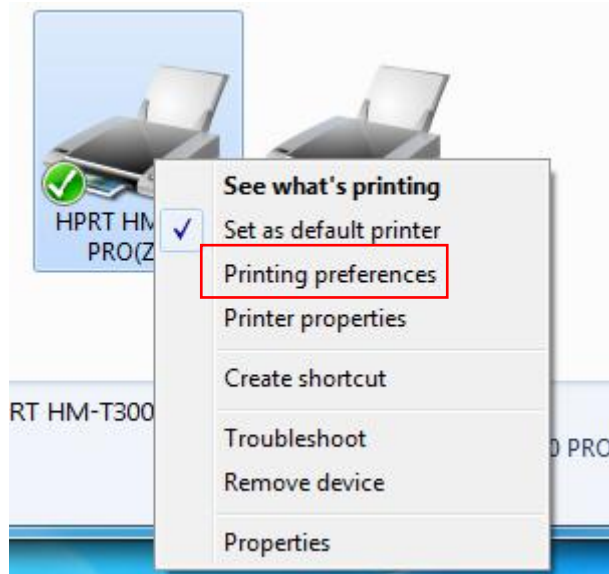 See what's printing
HPRT HM
Set as default printer
PRO(Z
Printing preferences
Printer properties
Create shortcut
RT HM-T300
Troubleshoot
0 PRO
Remove device
Properties